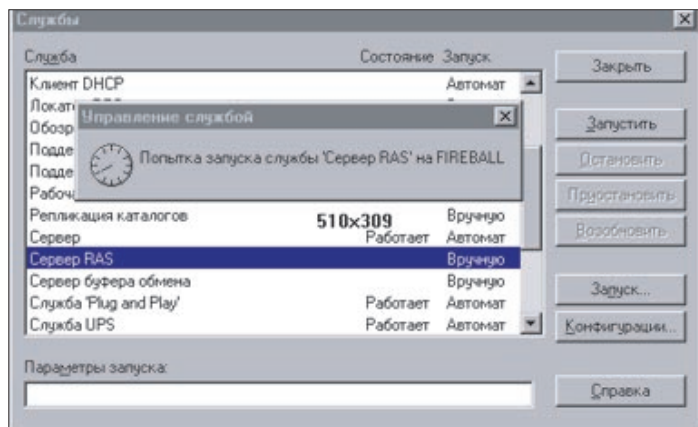 Службы
Служба Состояние Запуск
Клиент DHCP Автомат
Управление службой
Попытка запуска службы 'Сервер RAS' на FIREBALL
Репликация каталогов Вручную
510×309
Сервер Работает Автомат
Сервер RAS Вручную
Сервер буфера обмена Вручную
Служба 'Plug and Play' Работает Автомат
Служба UPS Работает Автомат
Параметры запуска:
Закрыть
Запустить
Остановить
Приостановить
Возобновить
Запуск...
Конфигурации...
Справка